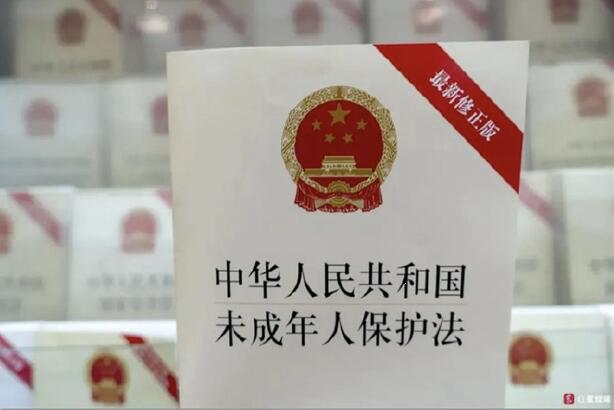 最新修正版
中华人民共和国
未成年人保护法